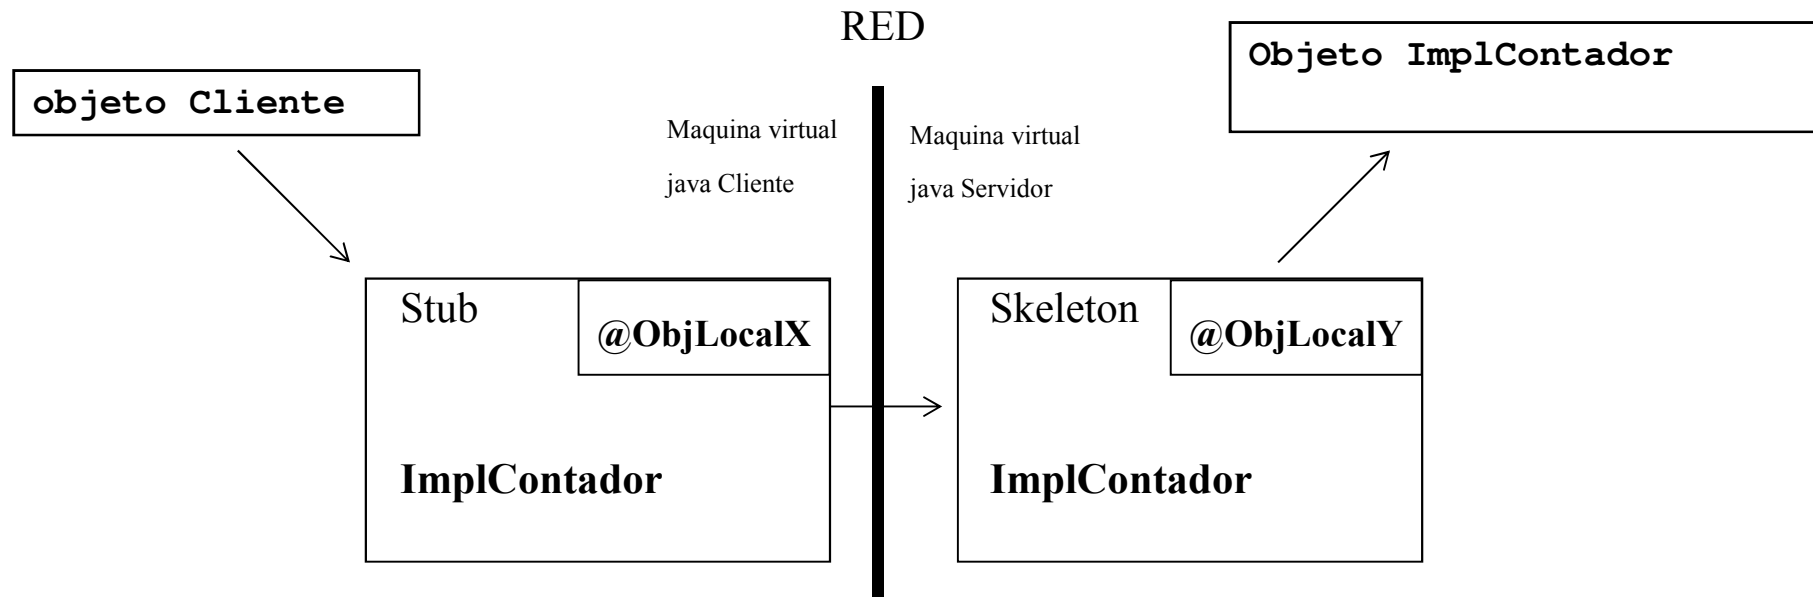 RED
objeto Cliente
Objeto ImplContador
Maquina virtual
java Cliente
Maquina virtual
java Servidor
Stub
@ObjLocalX
ImplContador
Skeleton
@ObjLocalY
ImplContador